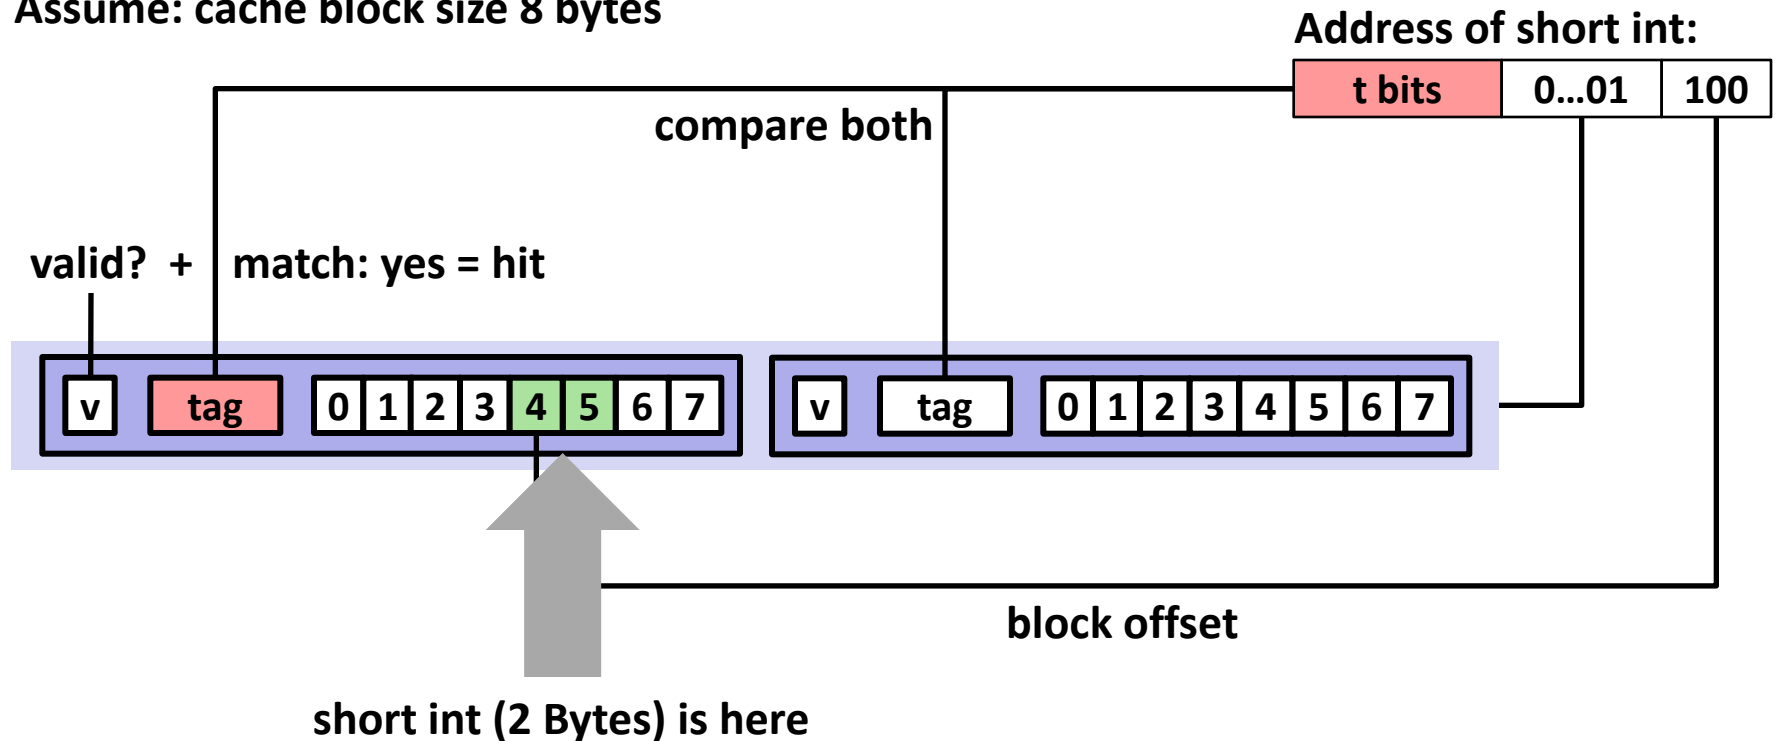 Assume: cache block size 8 bytes
Address of short int:
t bits 0...01 100
compare both
valid? + match: yes = hit
v tag 0 1 2 3 4 5 6 7 v tag 0 1 2 3 4 5 6 7
block offset
short int (2 Bytes) is here